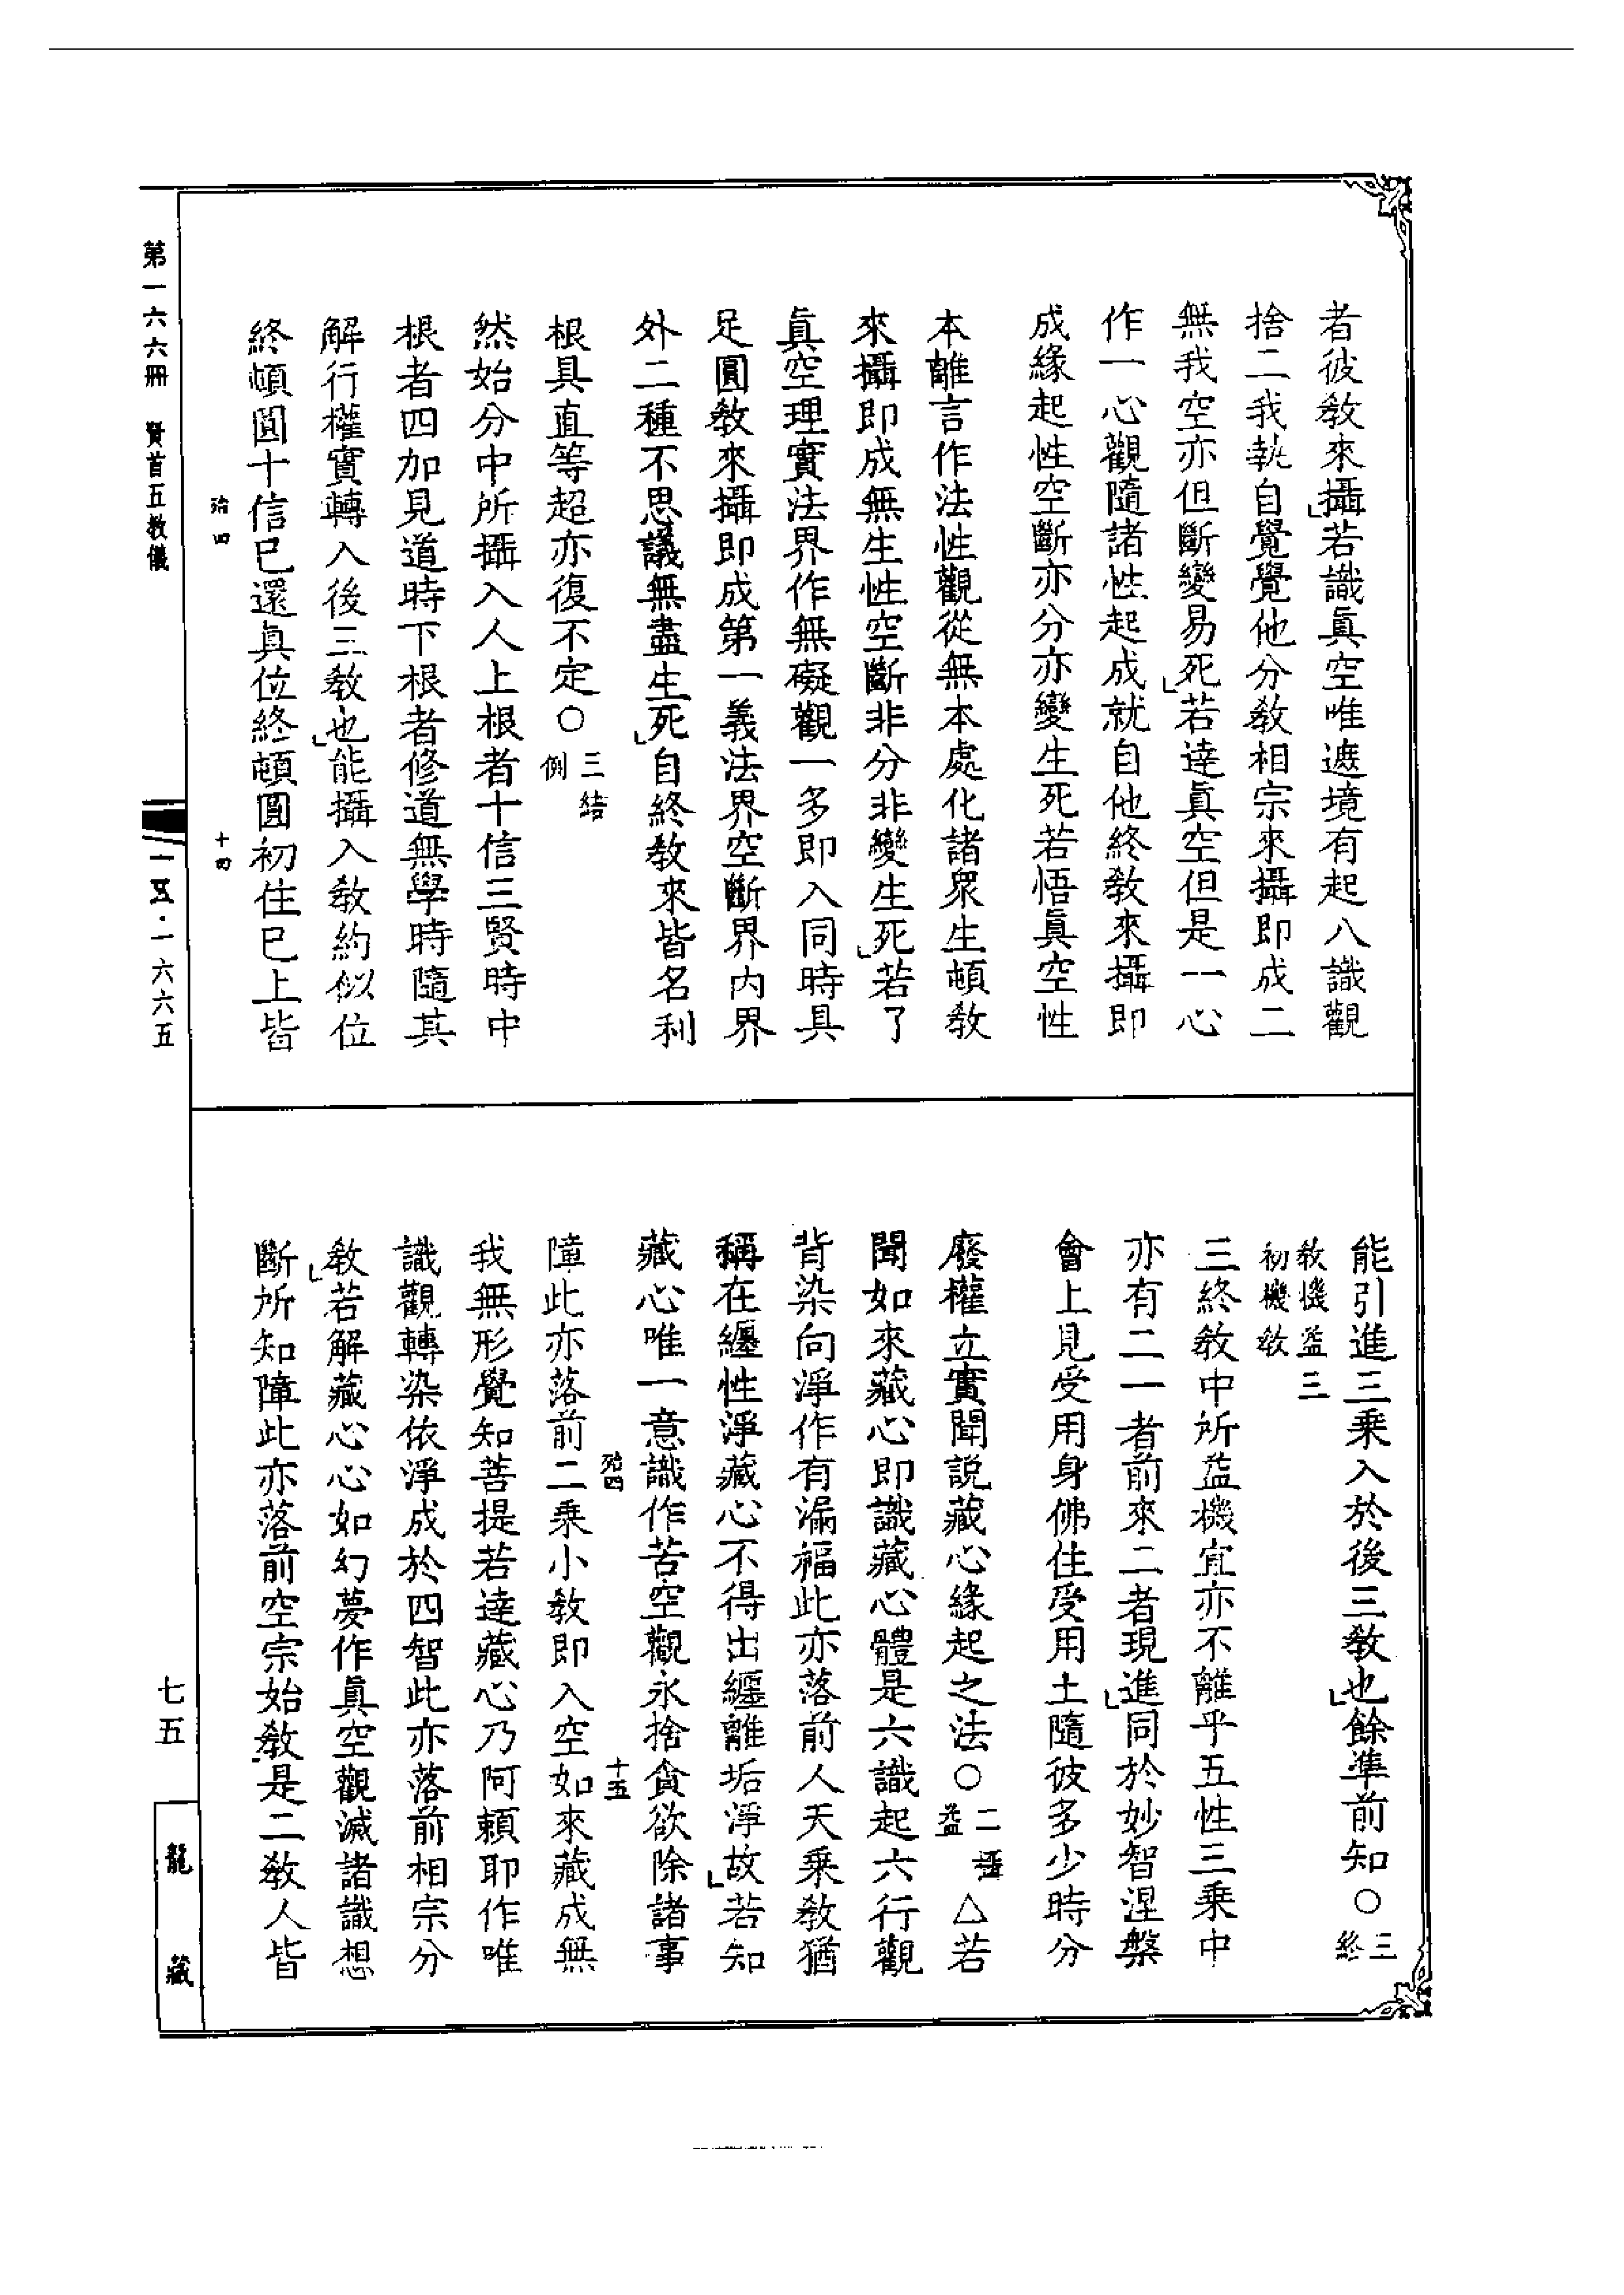 者彼教來攝若識眞空唯遮境有起八識觀
捨二我執自覺覺他分教相宗來攝即成二
無我空亦但斷變易死若達眞空但是一心
作一心觀隨諸性起成就自他終教來攝即
成緣起性空斷亦分亦變生死若悟眞空性
本離言作法性觀從無本處化諸衆生頓教
來攝即成無生性空斷非分非變生死若了
眞空理實法界作無礙觀一多即入同時具
足圓教來攝即成第一義法界空斷界內界
外二種不思議無盡生死自終教來皆名利
根具直等超亦復不定○三結例
然始分中所攝入人上根者十信三賢時中
根者四加見道時下根者修道無學時隨其
解行權實轉入後三教也能攝入教約似位
終頓圓十信已還眞位終頓圓初住已上皆
能引進三乘入於後三教也餘準前知○三終
教機益三
初機教
三終教中所益機宜亦不離乎五性三乘中
亦有二一者前來二者現進同於妙智涅槃
會上見受用身佛住受用土隨彼多少時分
廢權立實聞說藏心緣起之法○二攝益△若
聞如來藏心即識藏心體是六識起六行觀
背染向淨作有漏福此亦落前人天乘教猶
稱在纏性淨藏心不得出纏離垢淨故若知
藏心唯一意識作苦空觀永捨貪欲除諸事
障此亦落前二乘小教即入空如來藏成無
我無形覺知菩提若達藏心乃阿賴耶作唯
識觀轉染依淨成於四智此亦落前相宗分
教若解藏心心如幻夢作眞空觀滅諸識想
斷所知障此亦落前空宗始教是二教人皆
第一六六冊　賢首五教儀
一五·一六六五
七五
龍藏
十四
十五